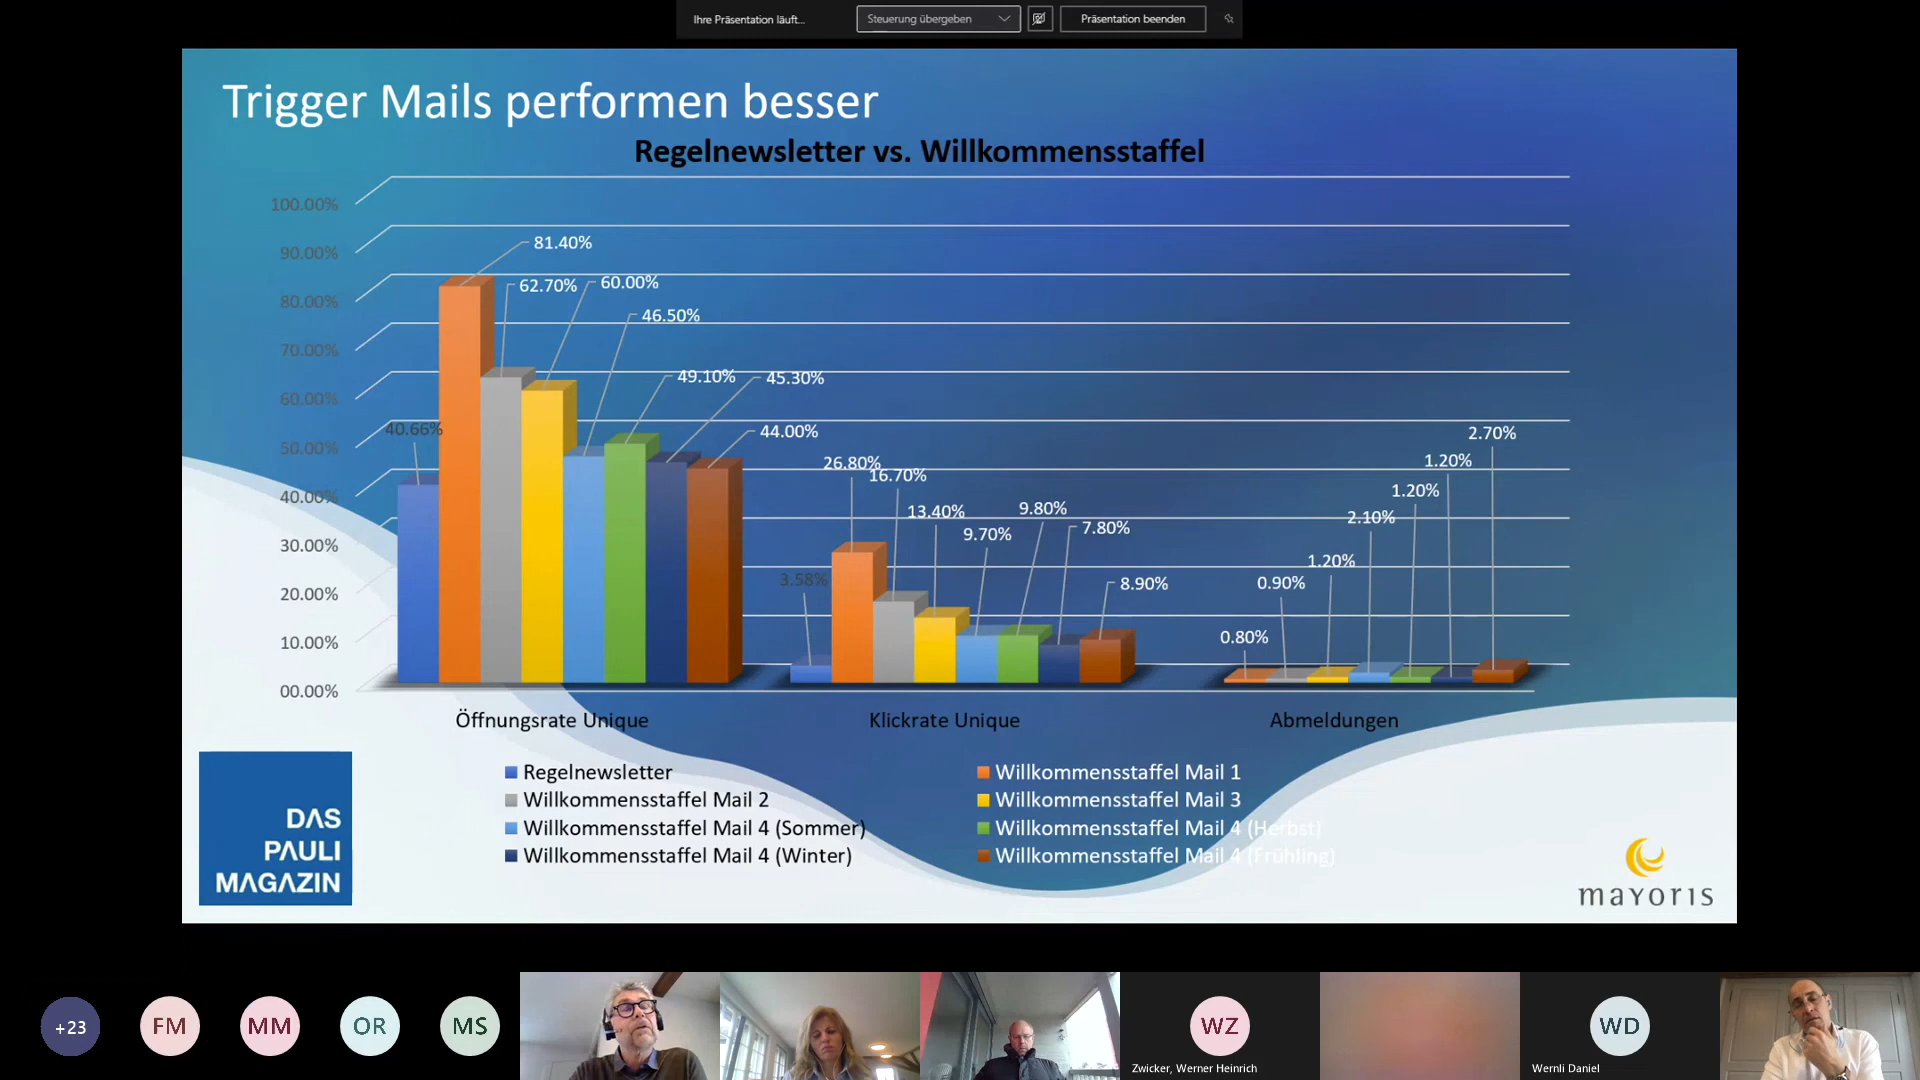 Ihre Präsentation läuft...
Steuerung übergeben
Präsentation beenden
Trigger Mails performen besser
Regelnewsletter vs. Willkommensstaffel
100.00%
90.00%
80.00%
70.00%
60.00%
50.00%
40.00%
30.00%
20.00%
10.00%
00.00%
40.66%
81.40%
62.70%
60.00%
46.50%
49.10%
45.30%
44.00%
3.58%
26.80%
16.70%
13.40%
9.70%
9.80%
7.80%
8.90%
0.80%
0.90%
1.20%
2.10%
1.20%
1.20%
2.70%
Öffnungsrate Unique
Klickrate Unique
Abmeldungen
Regelnewsletter
Willkommensstaffel Mail 1
Willkommensstaffel Mail 2
Willkommensstaffel Mail 3
Willkommensstaffel Mail 4 (Sommer)
Willkommensstaffel Mail 4 (Herbst)
Willkommensstaffel Mail 4 (Winter)
Willkommensstaffel Mail 4 (Frühling)
DAS
PAULI
MAGAZIN
mayoris
+23
FM
MM
OR
MS
WZ
Zwicker, Werner Heinrich
WD
Wernli Daniel